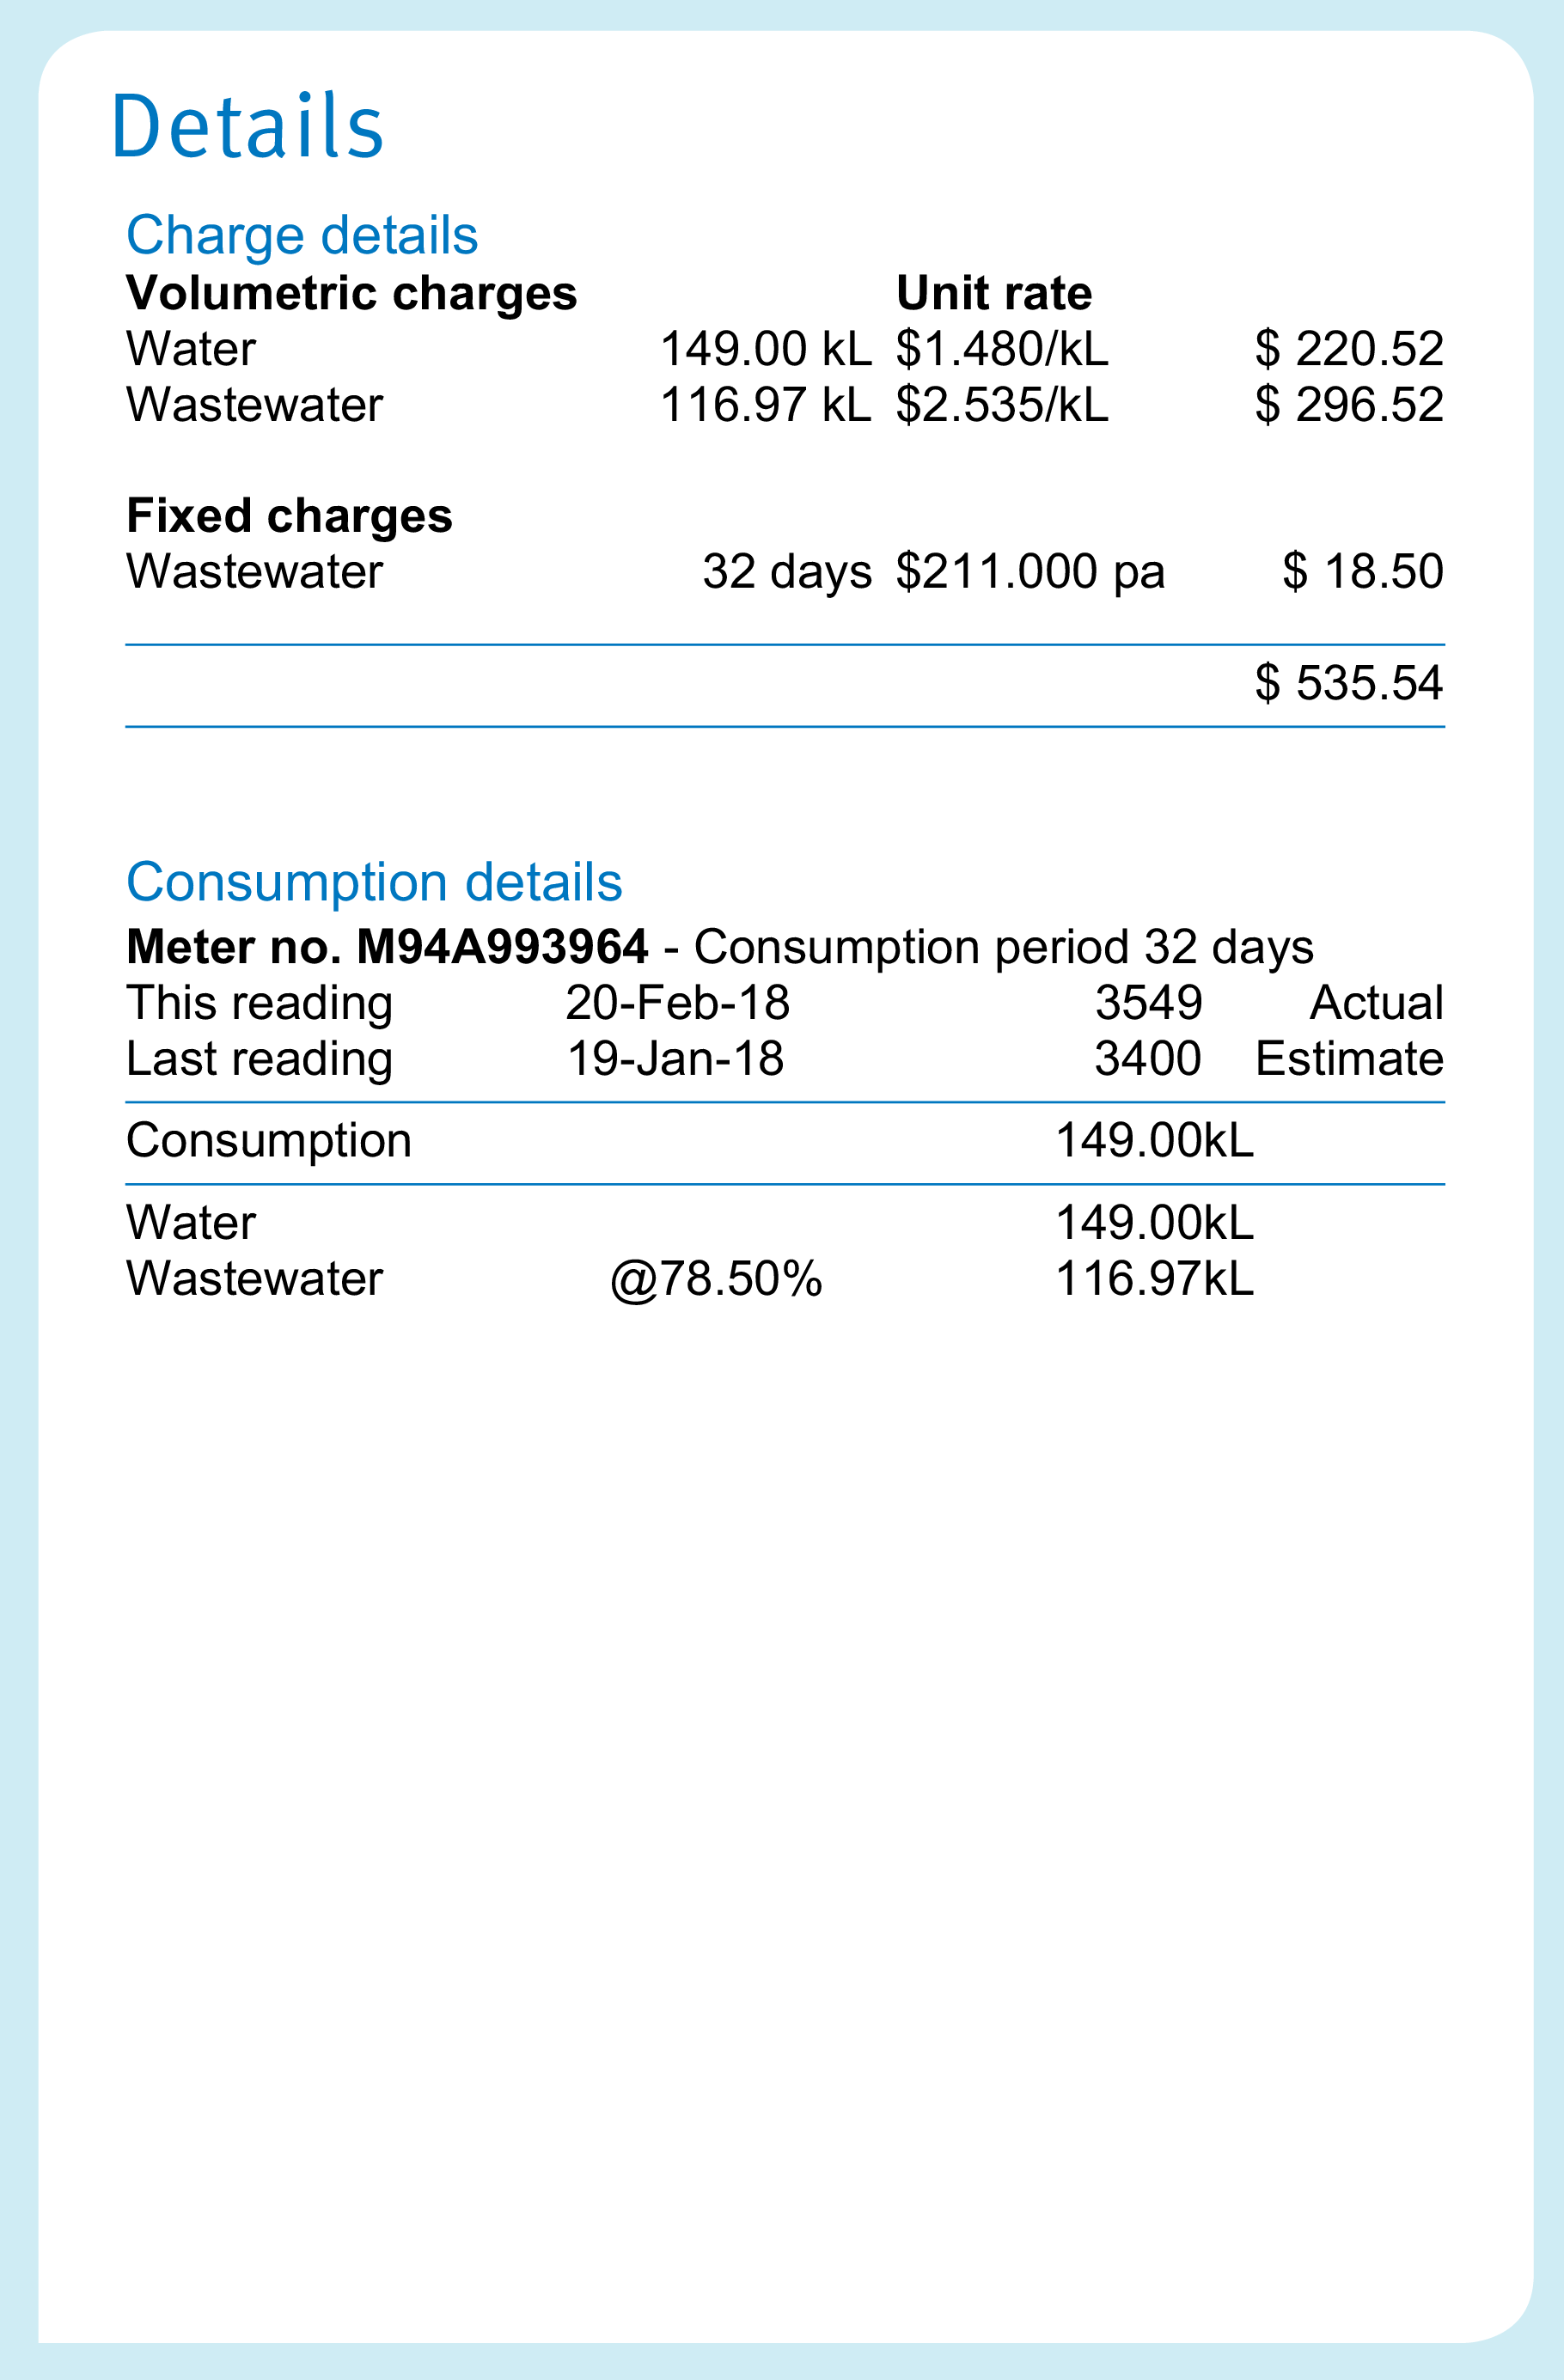 Details
Charge details
Volumetric charges Unit rate
Water 149.00 kL $1.480/kL $ 220.52
Wastewater 116.97 kL $2.535/kL $ 296.52
Fixed charges
Wastewater 32 days $211.000 pa $ 18.50
$ 535.54
Consumption details
Meter no. M94A993964 - Consumption period 32 days
This reading 20-Feb-18 3549 Actual
Last reading 19-Jan-18 3400 Estimate
Consumption 149.00kL
Water 149.00kL
Wastewater @78.50% 116.97kL